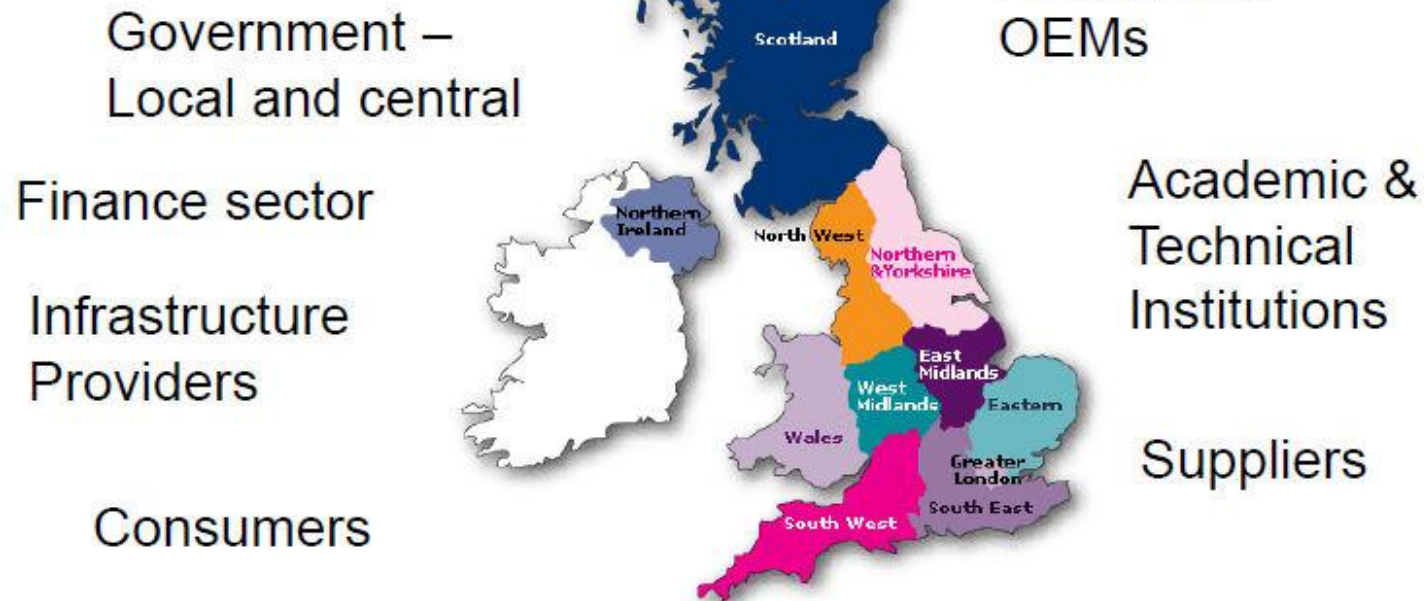 Government –
Local and central
OEMs
Scotland
Finance sector
Academic &
Technical
Institutions
Northern
Ireland
North West
Northern
&Yorkshire
Infrastructure
Providers
East
Midlands
West
Midlands
Eastern
Wales
Greater
London
Suppliers
South East
South West
Consumers